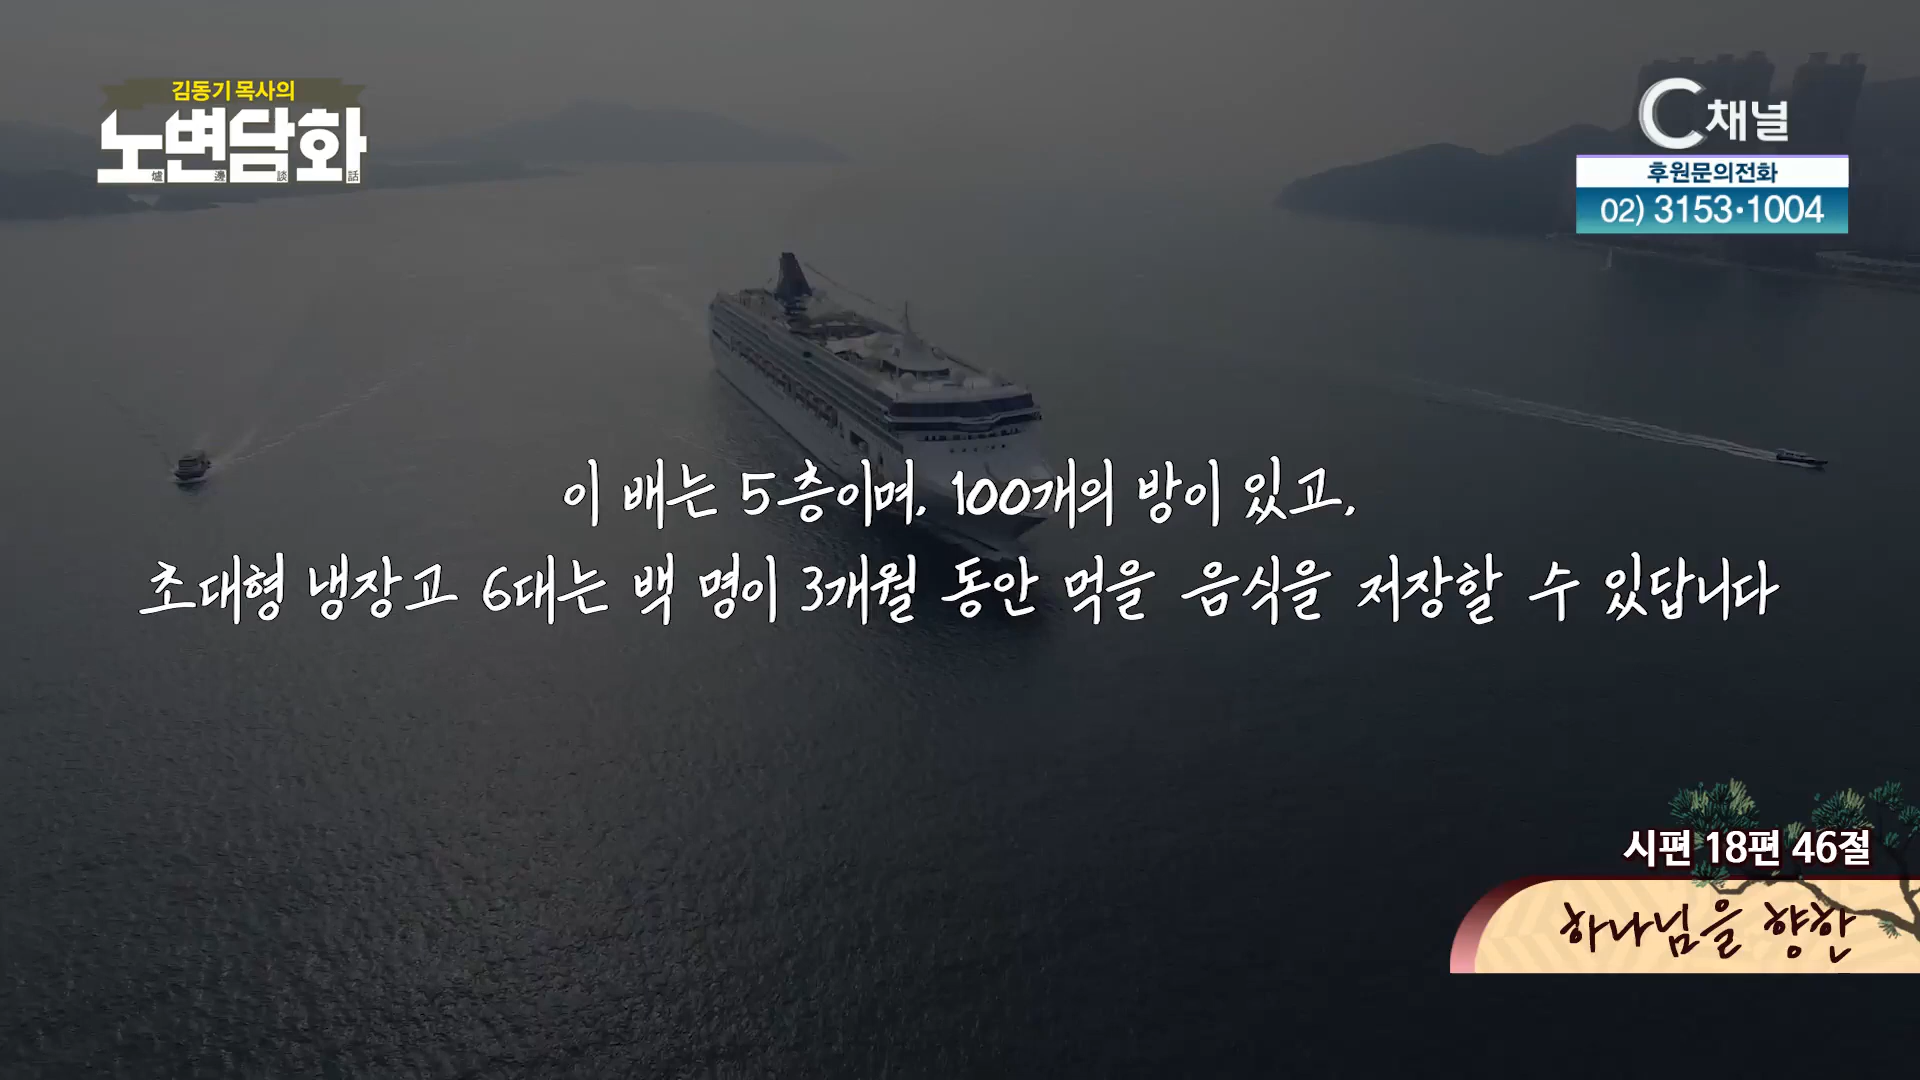 김동기 목사의
노변담화
爐邊談話
C채널
후원문의전화
02) 3153·1004
이 배는 5층이며, 100개의 방이 있고,
초대형 냉장고 6대는 백 명이 3개월 동안 먹을 음식을 저장할 수 있답니다
시편 18편 46절
하나님을 향한